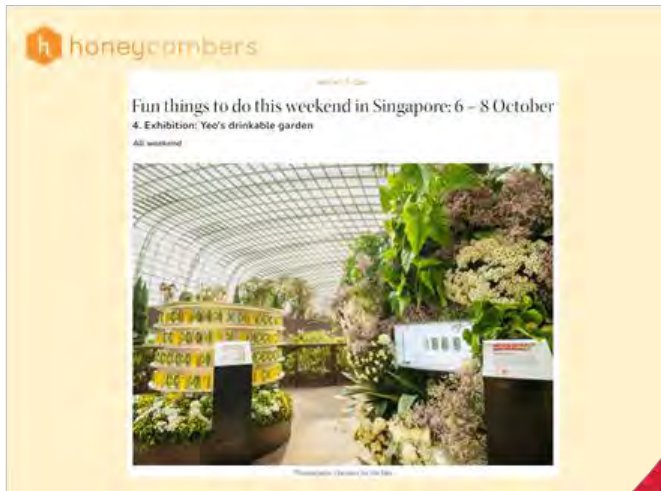 honeycombers
Fun things to do this weekend in Singapore: 6 – 8 October
4. Exhibition: Yeo's drinkable garden
All weekend